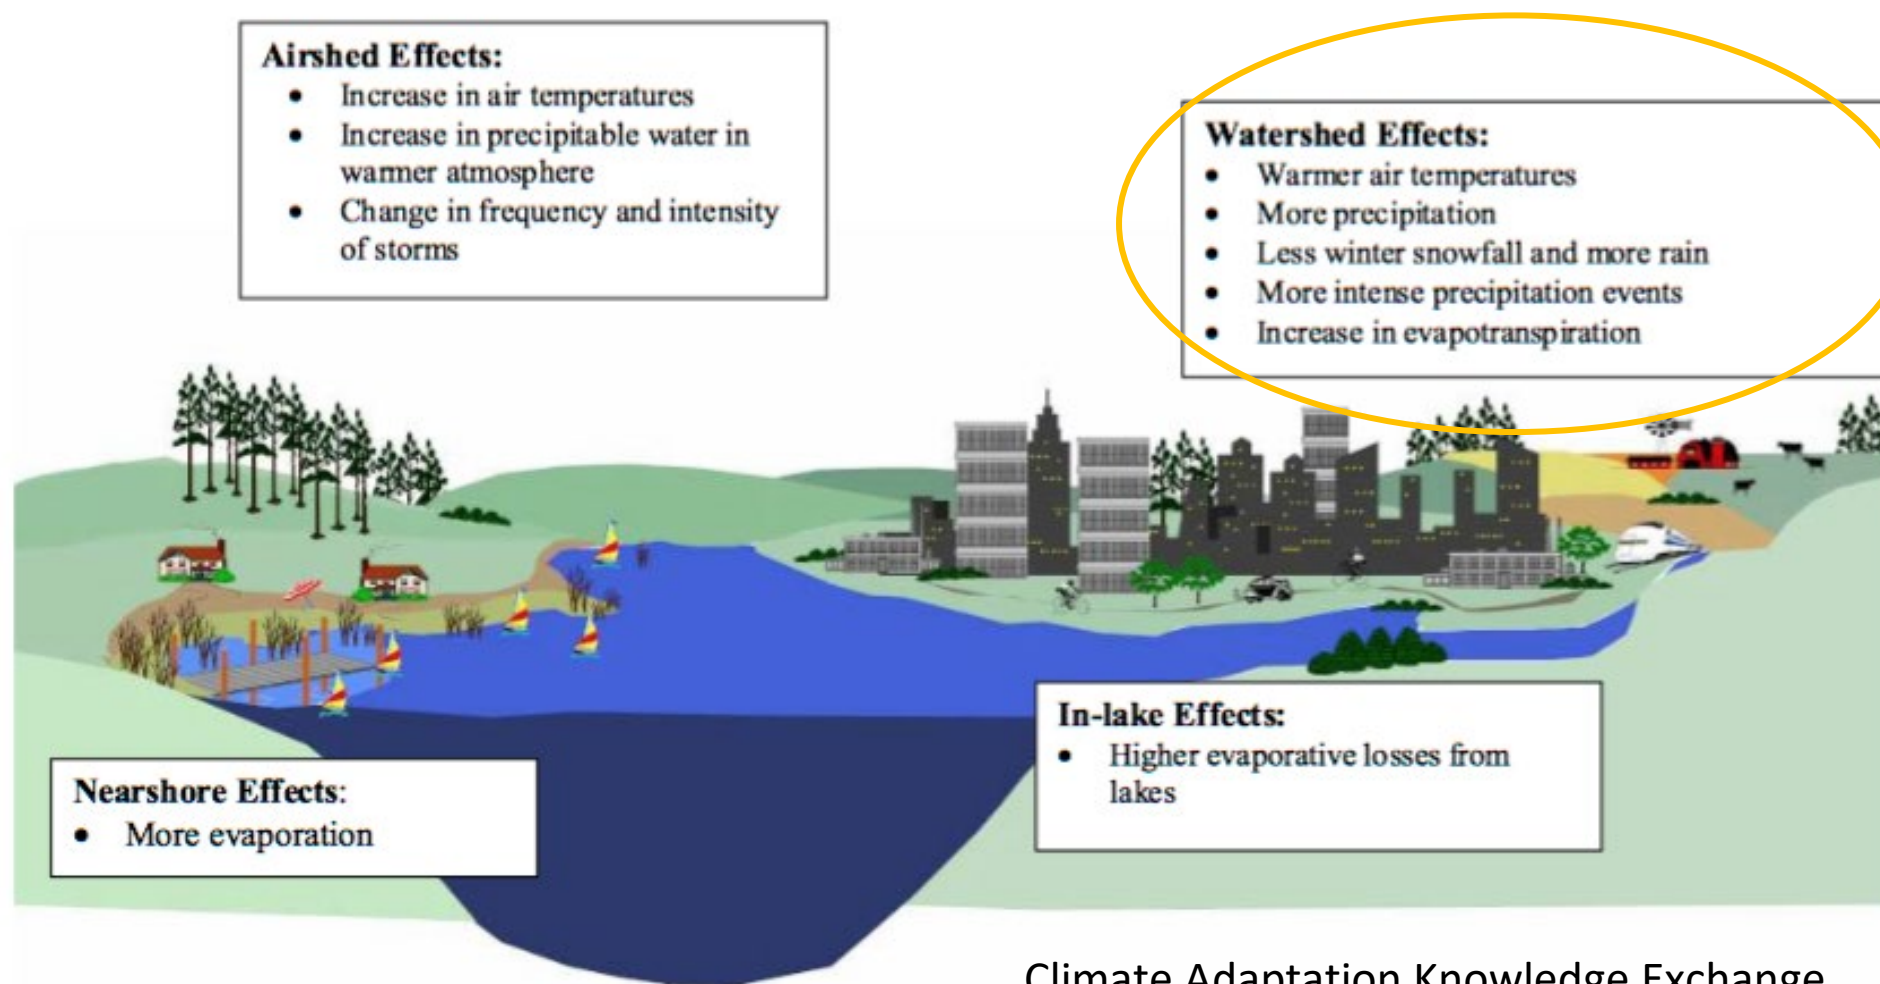 Airshed Effects:
• Increase in air temperatures
• Increase in precipitable water in
warmer atmosphere
• Change in frequency and intensity
of storms
Watershed Effects:
• Warmer air temperatures
• More precipitation
• Less winter snowfall and more rain
• More intense precipitation events
• Increase in evapotranspiration
In-lake Effects:
• Higher evaporative losses from
lakes
Nearshore Effects:
• More evaporation
Climate Adaptation Knowledge Exchange